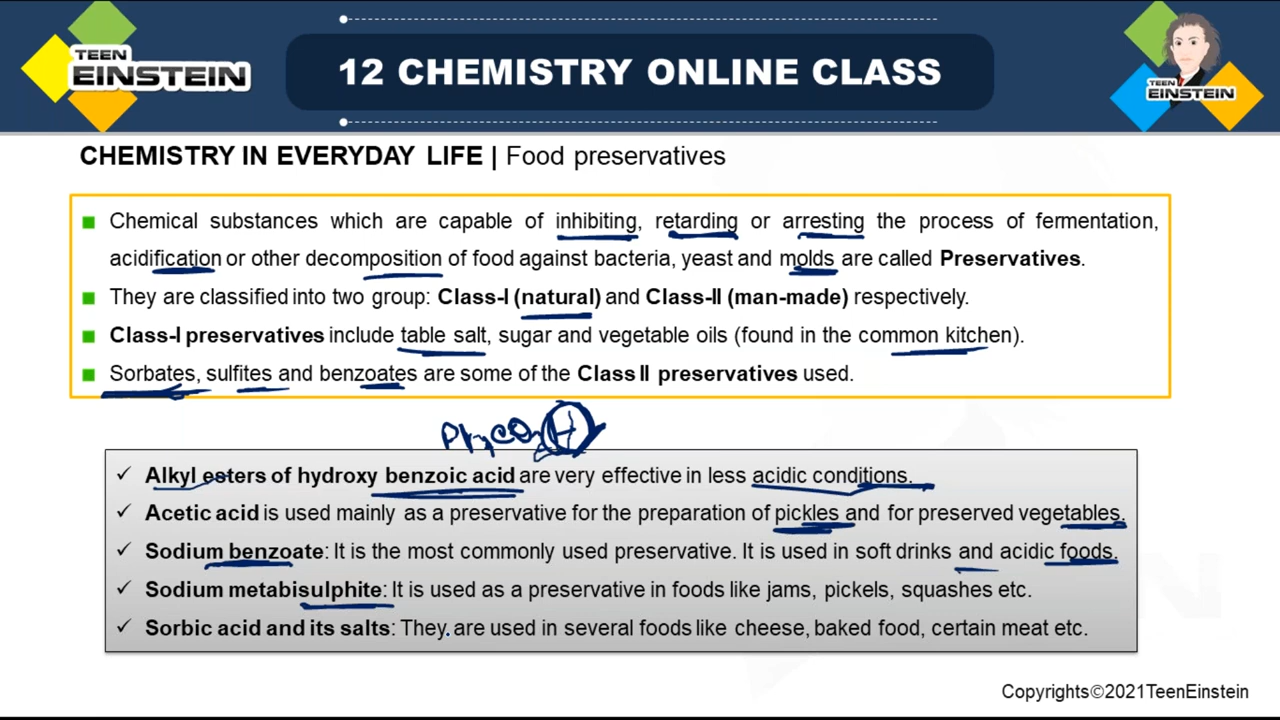 TEEN
EINSTEIN
12 CHEMISTRY ONLINE CLASS
TEEN
EINSTEIN
CHEMISTRY IN EVERYDAY LIFE | Food preservatives
Chemical substances which are capable of inhibiting, retarding or arresting the process of fermentation,
acidification or other decomposition of food against bacteria, yeast and molds are called Preservatives.
They are classified into two group: Class-I (natural) and Class-II (man-made) respectively.
Class-I preservatives include table salt, sugar and vegetable oils (found in the common kitchen).
Sorbates, sulfites and benzoates are some of the Class II preservatives used.
✓ Alkyl esters of hydroxy benzoic acid are very effective in less acidic conditions.
✓ Acetic acid is used mainly as a preservative for the preparation of pickles and for preserved vegetables.
✓ Sodium benzoate: It is the most commonly used preservative. It is used in soft drinks and acidic foods.
✓ Sodium metabisulphite: It is used as a preservative in foods like jams, pickels, squashes etc.
✓ Sorbic acid and its salts: They are used in several foods like cheese, baked food, certain meat etc.
Copyrights©2021TeenEinstein